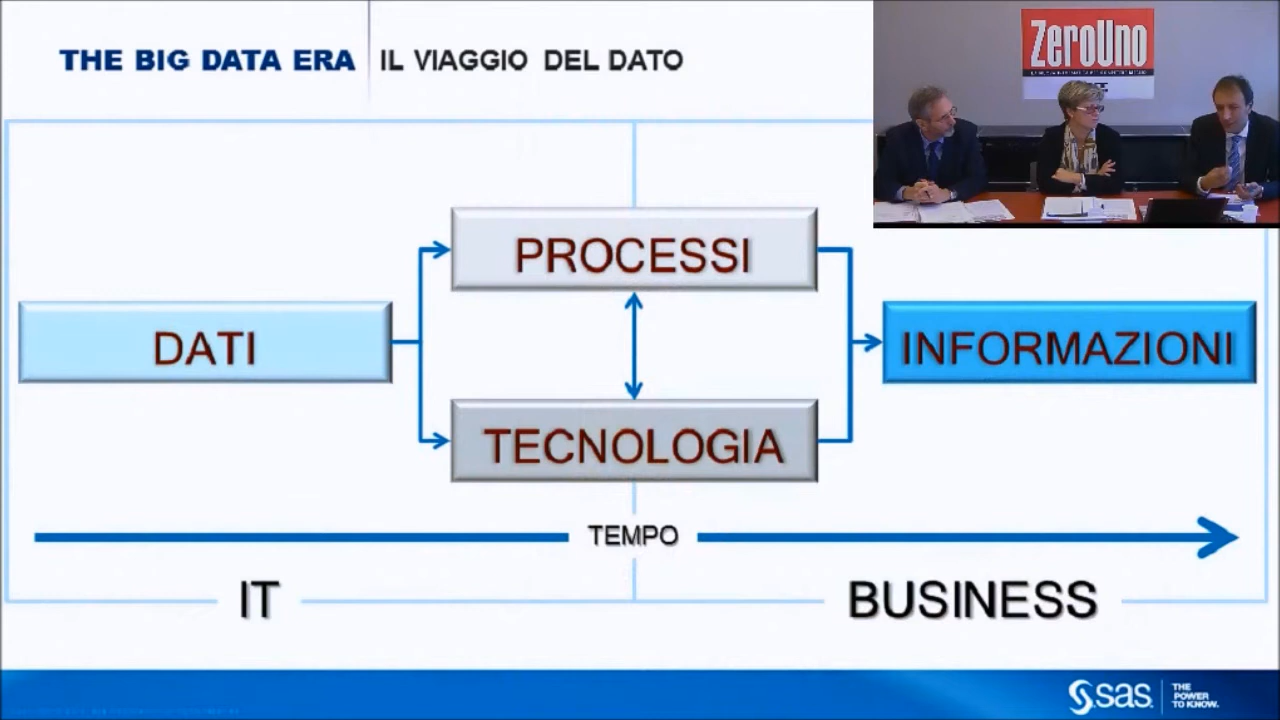 THE BIG DATA ERA IL VIAGGIO DEL DATO
ZeroUno
PROCESSI
DATI
INFORMAZIONI
TECNOLOGIA
TEMPO
IT
BUSINESS
sas
THE
POWER
TO KNOW.